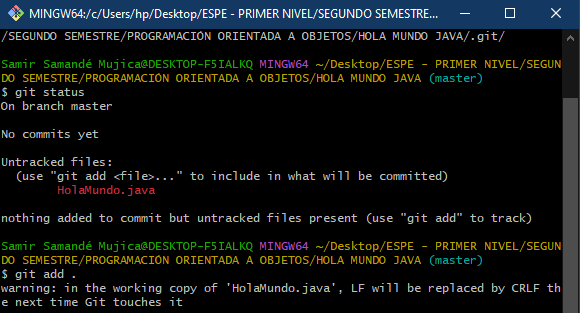 MINGW64:/c/Users/hp/Desktop/ESPE - PRIMER NIVEL/SEGUNDO SEMESTRE...
/SEGUNDO SEMESTRE/PROGRAMACIÓN ORIENTADA A OBJETOS/HOLA MUNDO JAVA/.git/
Samir Samandé Mujica@DESKTOP-F5IALKQ MINGW64 ~/Desktop/ESPE - PRIMER NIVEL/SEGUN
DO SEMESTRE/PROGRAMACIÓN ORIENTADA A OBJETOS/HOLA MUNDO JAVA (master)
$ git status
On branch master
No commits yet
Untracked files:
(use "git add <file>..." to include in what will be committed)
HolaMundo.java
nothing added to commit but untracked files present (use "git add" to track)
Samir Samandé Mujica@DESKTOP-F5IALKQ MINGW64 ~/Desktop/ESPE - PRIMER NIVEL/SEGUN
DO SEMESTRE/PROGRAMACIÓN ORIENTADA A OBJETOS/HOLA MUNDO JAVA (master)
$ git add .
warning: in the working copy of 'HolaMundo.java', LF will be replaced by CRLF th
e next time Git touches it